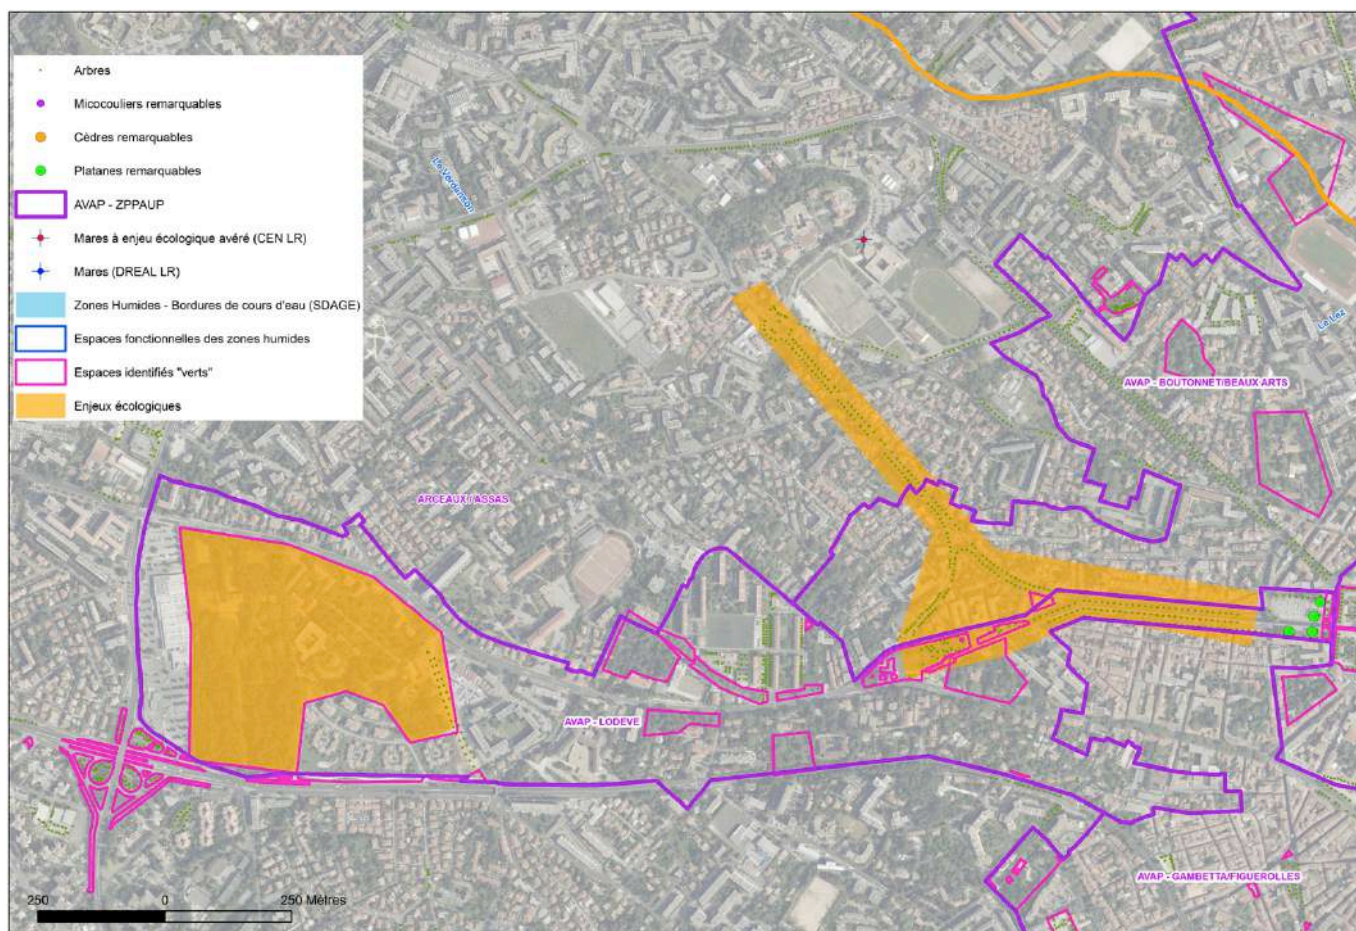 Arbres
Micocouliers remarquables
Cèdres remarquables
Platanes remarquables
AVAP - ZPPAUP
Mares à enjeu écologique avéré (CEN LR)
Mares (DREAL LR)
Zones Humides - Bordures de cours d'eau (SDAGE)
Espaces fonctionnelles des zones humides
Espaces identifiés "verts"
Enjeux écologiques
Le Verdanson
Le Lez
AVAP - BOUTONNET/BEAUX ARTS
ARCEAUX / ASSAS
AVAP - LODEVE
AVAP - GAMBETTA/FIGUEROLLES
250 0 250 Mètres